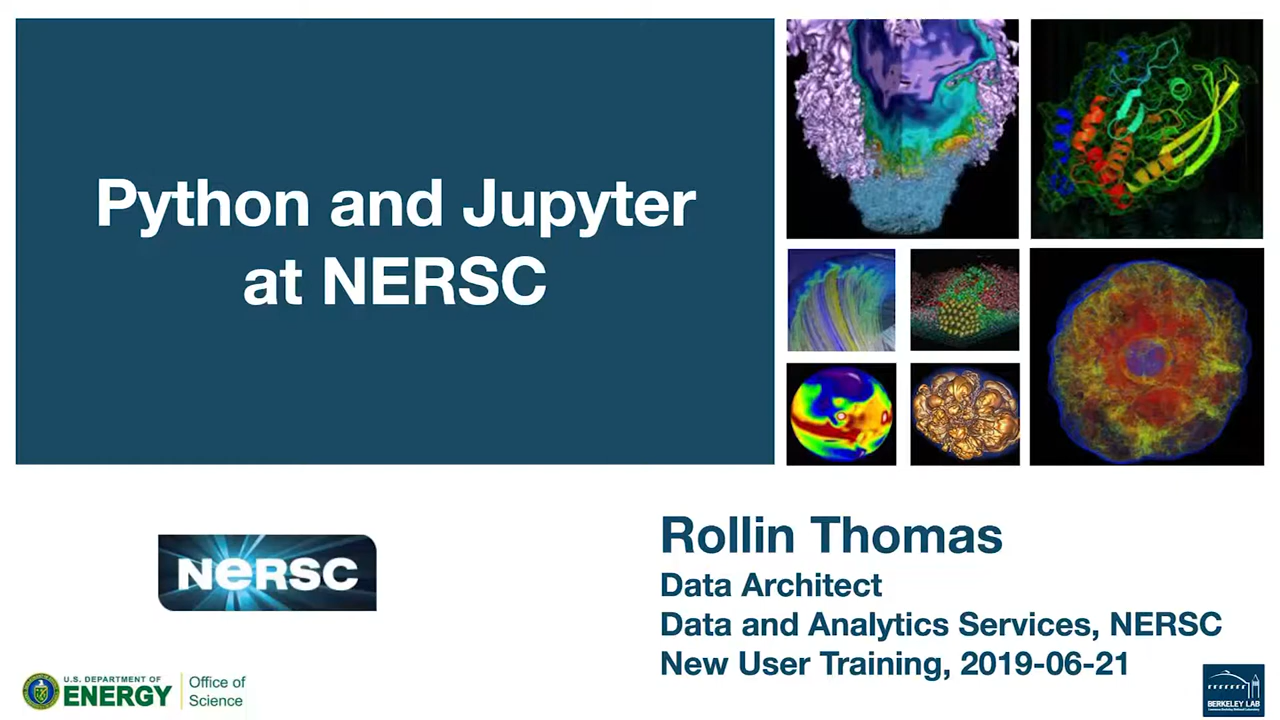 Python and Jupyter
at NERSC
NERSC
Rollin Thomas
Data Architect
Data and Analytics Services, NERSC
New User Training, 2019-06-21
U.S. DEPARTMENT OF
ENERGY
Office of
Science
BERKELEY LAB